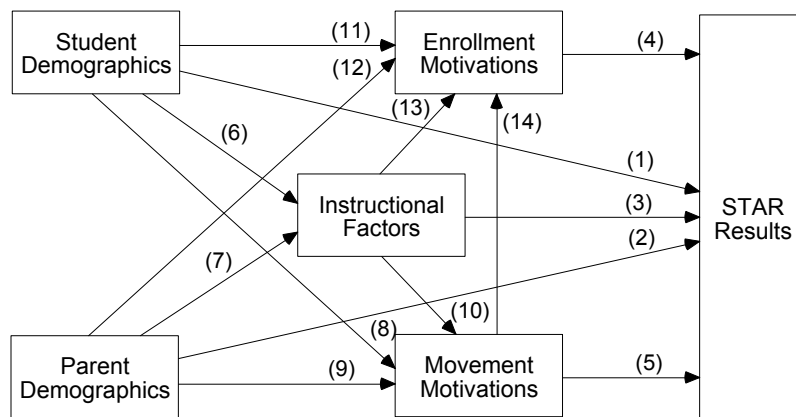 Student
Demographics
(11)
(12)
Enrollment
Motivations
(4)
(13)
(14)
(6)
(1)
Instructional
Factors
(3)
STAR
Results
(2)
(7)
(10)
(8)
Parent
Demographics
(9)
Movement
Motivations
(5)